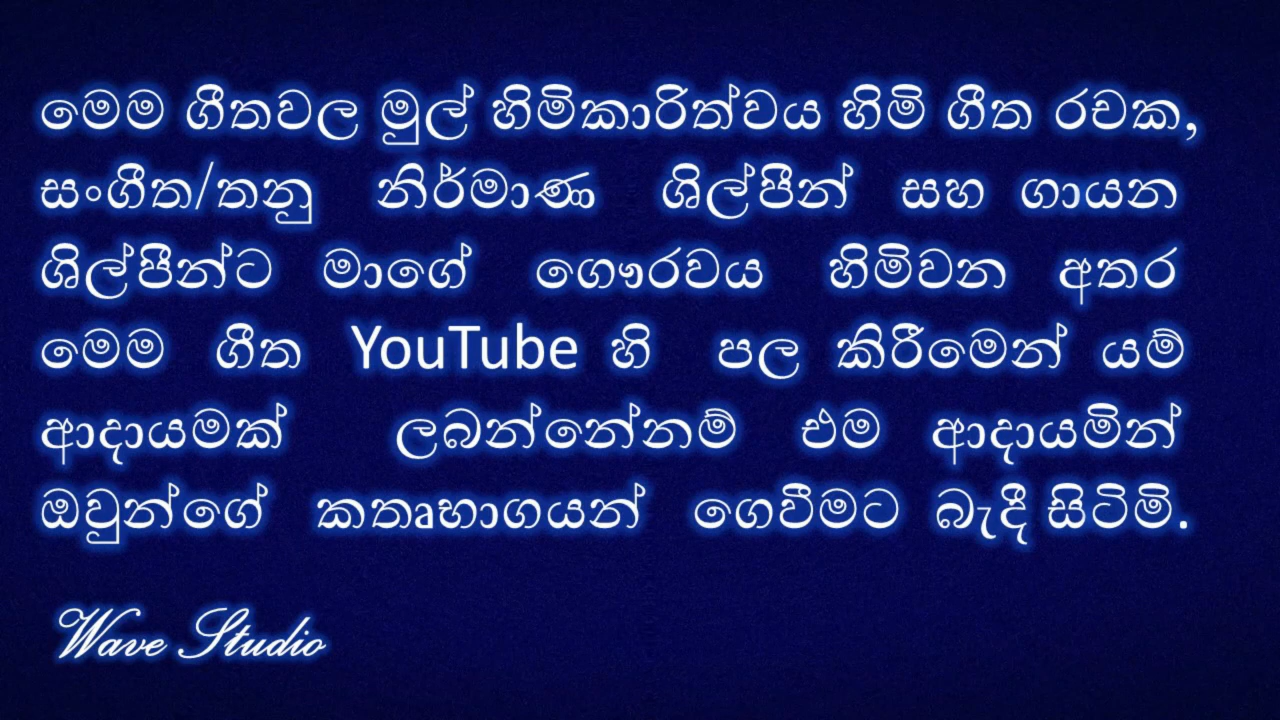 මෙම ගීතවල මුල් හිමිකාරිත්වය හිමි ගීත රචක,
සංගීත/තනු නිර්මාණ ශිල්පීන් සහ ගායන
ශිල්පීන්ට මාගේ ගෞරවය හිමිවන අතර
මෙම ගීත YouTube හි පල කිරීමෙන් යම්
ආදායමක් ලබන්නේනම් එම ආදායමින්
ඔවුන්ගේ කතෘභාගයන් ගෙවීමට බැදී සිටිමි.
Wave Studio